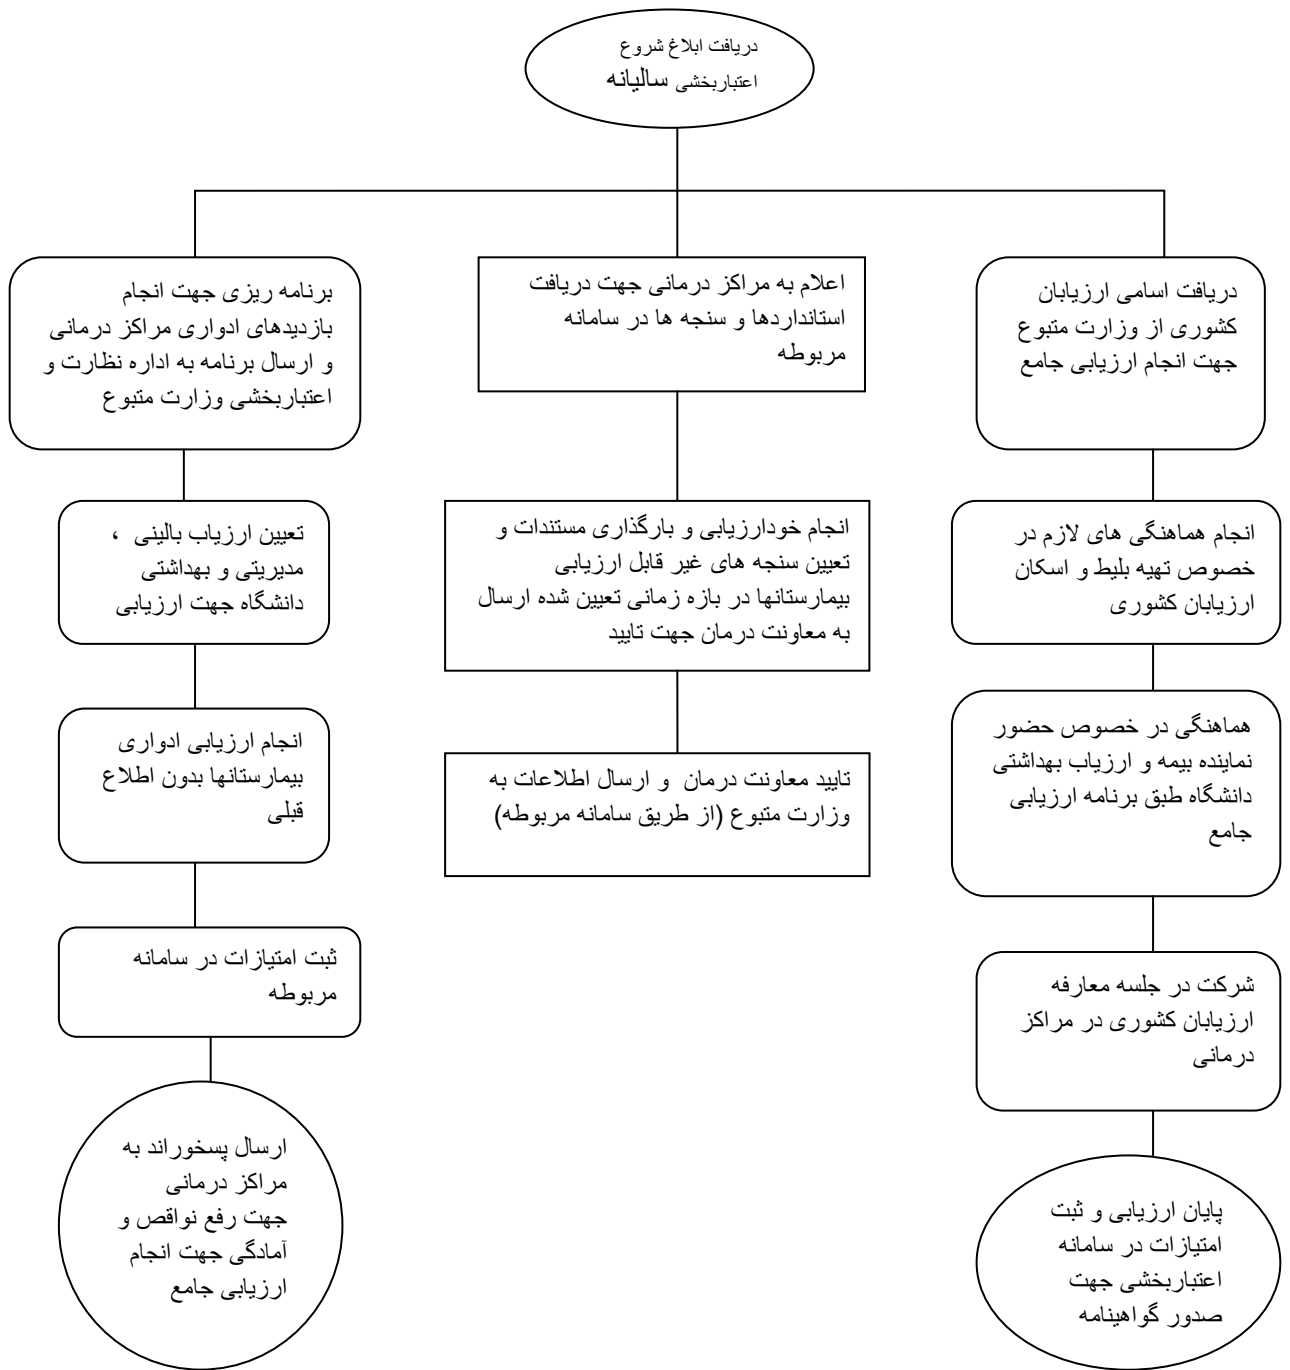 دریافت ابلاغ شروع
اعتباربخشی سالیانه
دریافت اسامی ارزیابان
کشوری از وزارت متبوع
جهت انجام ارزیابی جامع
انجام هماهنگی های لازم در
خصوص تهیه بلیط و اسکان
ارزیابان کشوری
هماهنگی در خصوص حضور
نماینده بیمه و ارزیاب بهداشتی
دانشگاه طبق برنامه ارزیابی
جامع
شرکت در جلسه معارفه
ارزیابان کشوری در مراکز
درمانی
پایان ارزیابی و ثبت
امتیازات در سامانه
اعتباربخشی جهت
صدور گواهینامه
اعلام به مراکز درمانی جهت دریافت
استانداردها و سنجه ها در سامانه
مربوطه
انجام خودارزیابی و بارگذاری مستندات و
تعیین سنجه های غیر قابل ارزیابی
بیمارستانها در بازه زمانی تعیین شده ارسال
به معاونت درمان جهت تایید
تایید معاونت درمان و ارسال اطلاعات به
وزارت متبوع (از طریق سامانه مربوطه)
برنامه ریزی جهت انجام
بازدیدهای ادواری مراکز درمانی
و ارسال برنامه به اداره نظارت و
اعتباربخشی وزارت متبوع
تعیین ارزیاب بالینی ،
مدیریتی و بهداشتی
دانشگاه جهت ارزیابی
انجام ارزیابی ادواری
بیمارستانها بدون اطلاع
قبلی
ثبت امتیازات در سامانه
مربوطه
ارسال پسخوراند به
مراکز درمانی
جهت رفع نواقص و
آمادگی جهت انجام
ارزیابی جامع